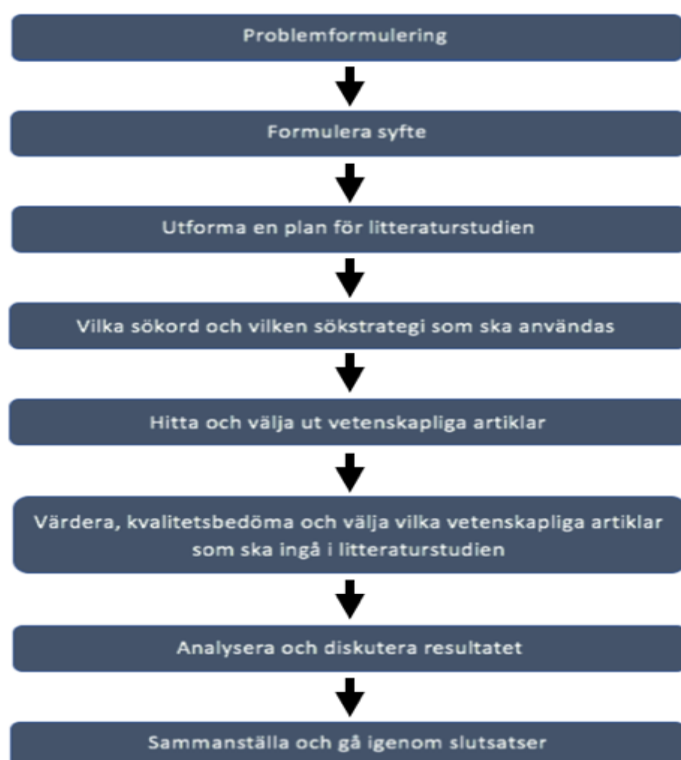 Problemformulering
Formulera syfte
Utforma en plan för litteraturstudien
Vilka sökord och vilken sökstrategi som ska användas
Hitta och välja ut vetenskapliga artiklar
Värdera, kvalitetsbedöma och välja vilka vetenskapliga artiklar
som ska ingå i litteraturstudien
Analysera och diskutera resultatet
Sammanställa och gå igenom slutsatser